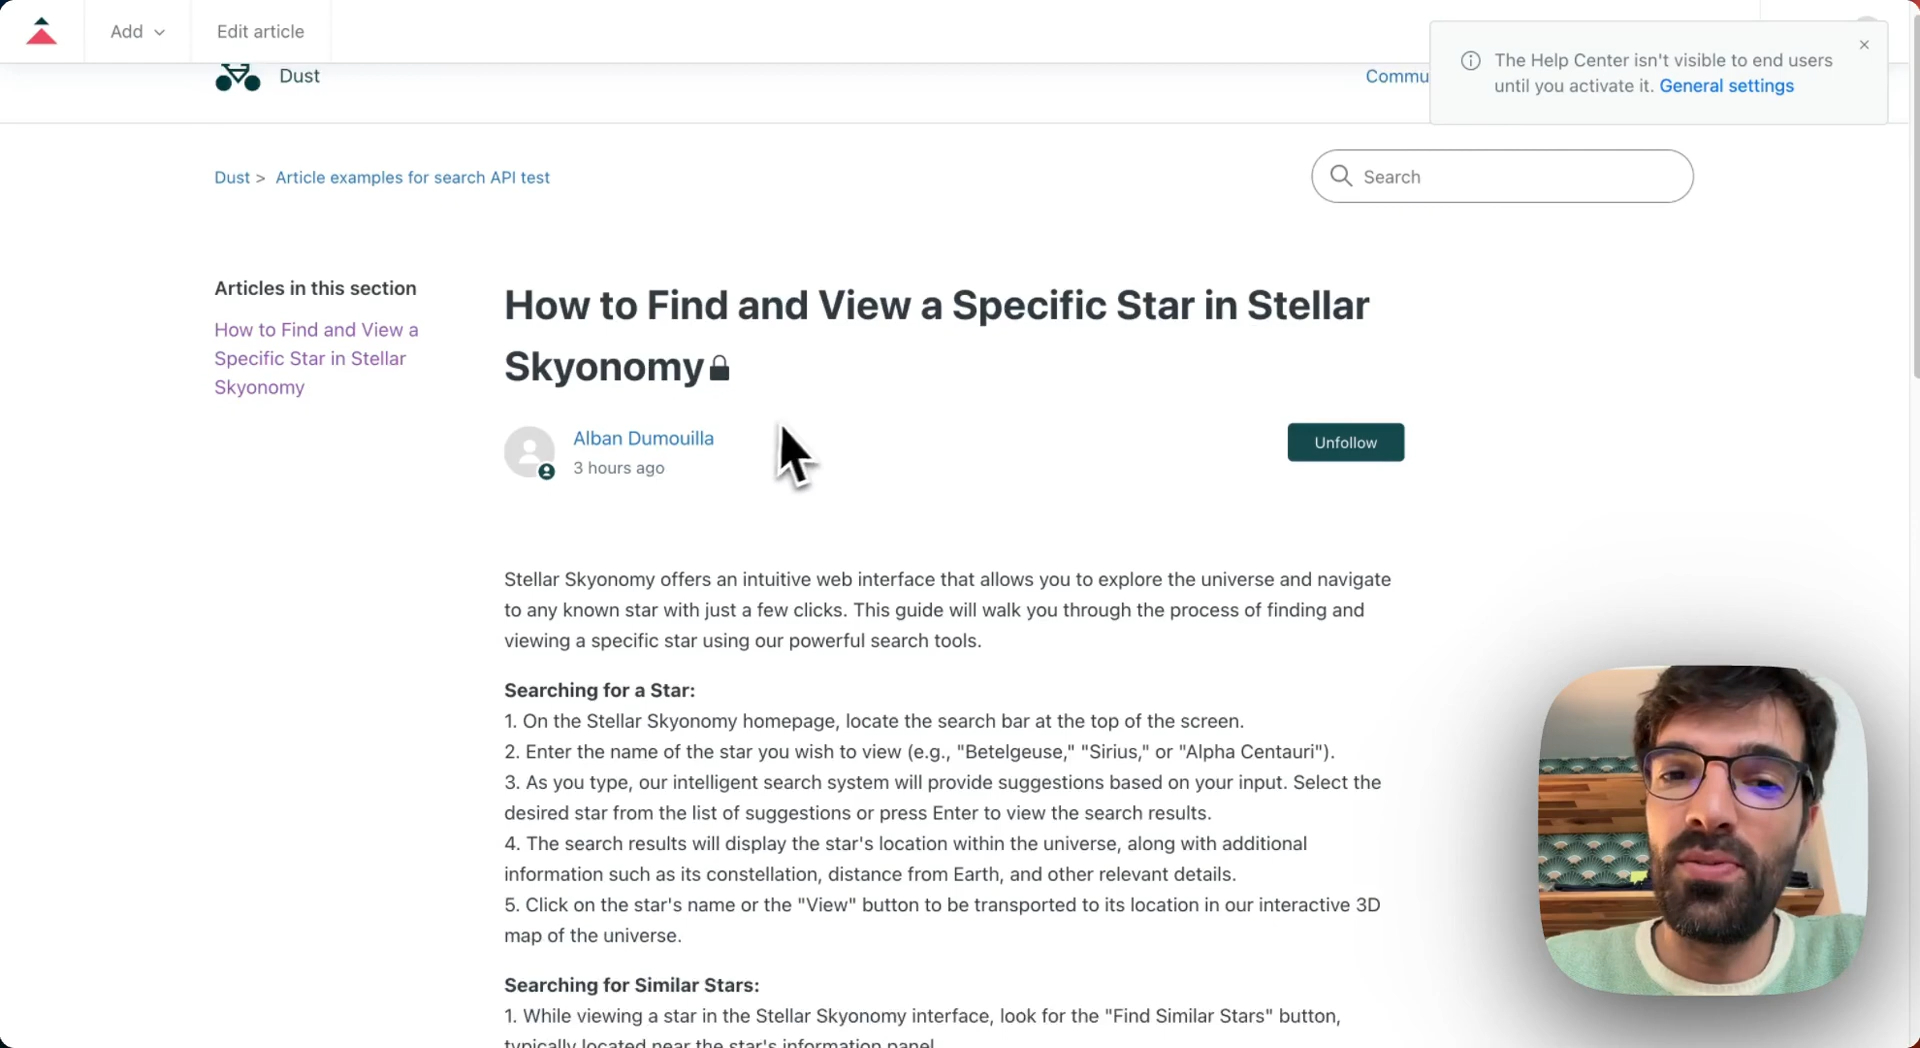 Add
Edit article
The Help Center isn't visible to end users
until you activate it. General settings
Dust
Commu
Dust > Article examples for search API test
Search
Articles in this section
How to Find and View a
Specific Star in Stellar
Skyonomy
How to Find and View a Specific Star in Stellar
Skyonomy
Alban Dumouilla
3 hours ago
Unfollow
Stellar Skyonomy offers an intuitive web interface that allows you to explore the universe and navigate
to any known star with just a few clicks. This guide will walk you through the process of finding and
viewing a specific star using our powerful search tools.
Searching for a Star:
1. On the Stellar Skyonomy homepage, locate the search bar at the top of the screen.
2. Enter the name of the star you wish to view (e.g., "Betelgeuse," "Sirius," or "Alpha Centauri").
3. As you type, our intelligent search system will provide suggestions based on your input. Select the
desired star from the list of suggestions or press Enter to view the search results.
4. The search results will display the star's location within the universe, along with additional
information such as its constellation, distance from Earth, and other relevant details.
5. Click on the star's name or the "View" button to be transported to its location in our interactive 3D
map of the universe.
Searching for Similar Stars:
1. While viewing a star in the Stellar Skyonomy interface, look for the "Find Similar Stars" button,
typically located near the star's information panel.